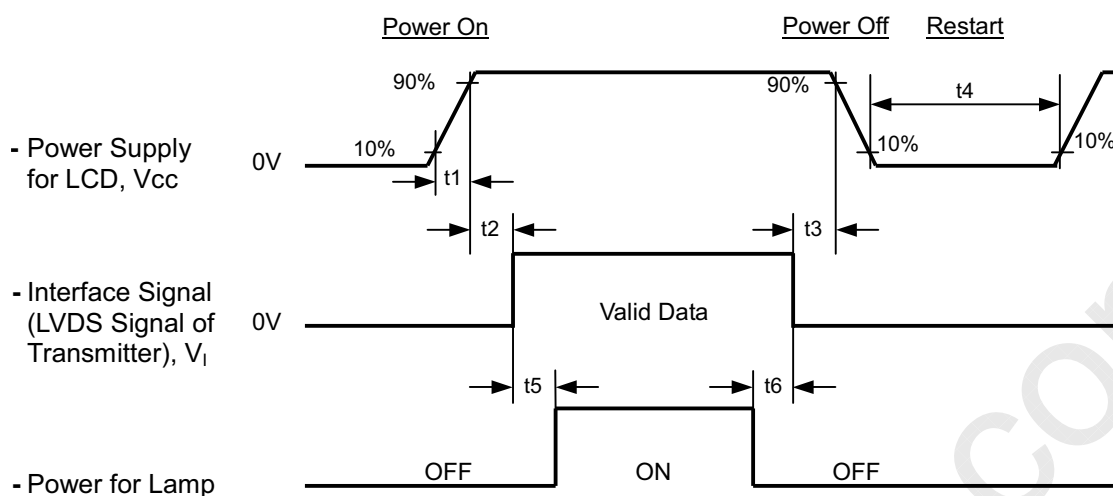 Power On
Power Off
Restart
90%
90%
t4
- Power Supply
for LCD, Vcc
0V
10%
10%
10%
t1
t2
t3
- Interface Signal
(LVDS Signal of
Transmitter), VI
0V
Valid Data
t5
t6
- Power for Lamp
OFF
ON
OFF